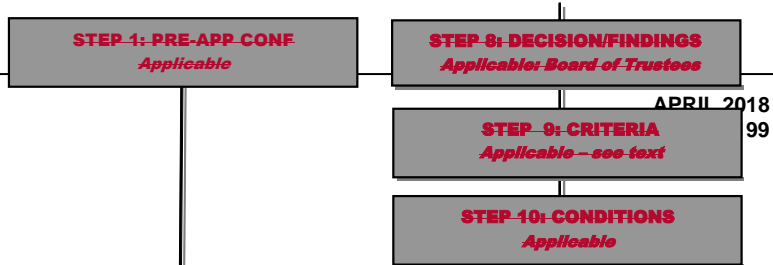 STEP 1: PRE-APP CONF
Applicable
STEP 8: DECISION/FINDINGS
Applicable: Board of Trustees
APRIL 2018
99
STEP 9: CRITERIA
Applicable – see text
STEP 10: CONDITIONS
Applicable